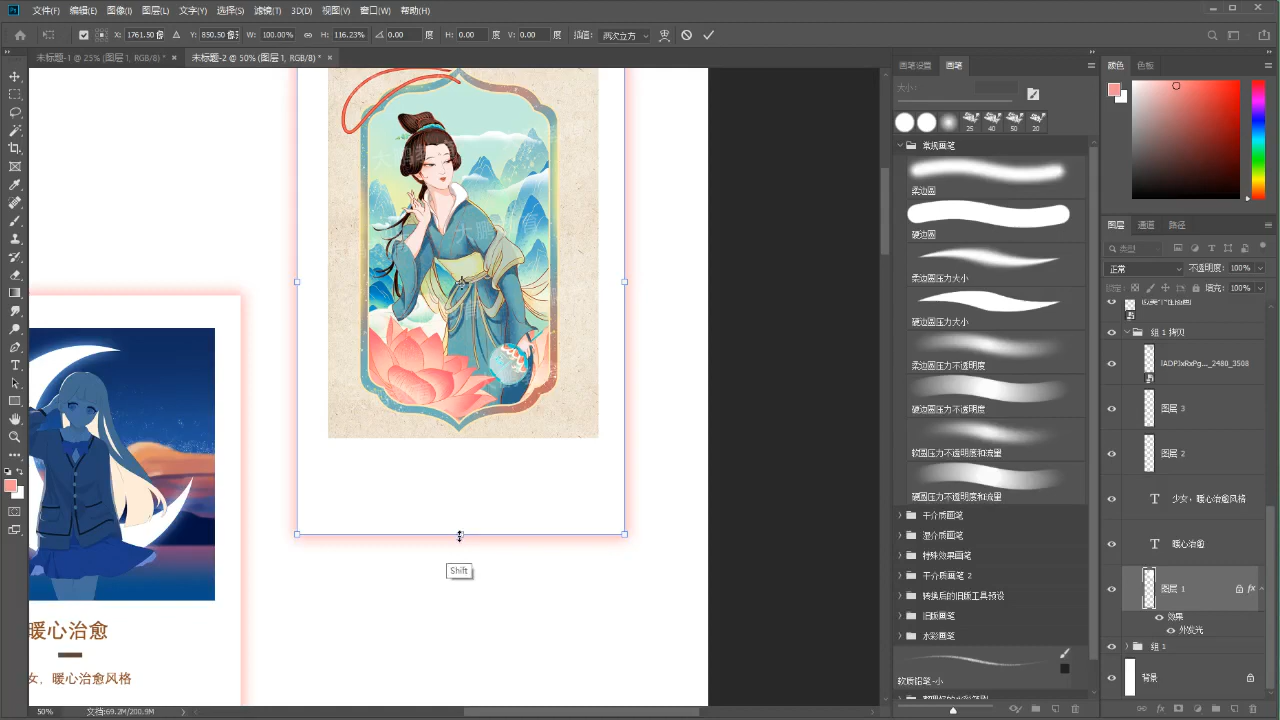 文件(F) 编辑(E) 图像(I) 图层(L) 文字(Y) 选择(S) 滤镜(T) 3D(D) 视图(V) 窗口(W) 帮助(H)
X: 1761.50 像 Y: 850.50 像 W: 100.00% H: 116.23% 0.00 度 H: 0.00 度 V: 0.00 度 插值: 两次立方
未标题-1 @ 25% (图层 1, RGB/8) * × 未标题-2 @ 50% (图层 1, RGB/8) * ×
Shift
暖心治愈
女，暖心治愈风格
50% 文档:69.2M/200.9M
画笔设置 画笔
大小:
25 40 50 20
常规画笔
柔边圆
硬边圆
柔边圆压力大小
硬边圆压力大小
柔边圆压力不透明度
硬边圆压力不透明度
软圆压力不透明度和流量
硬圆压力不透明度和流量
干介质画笔
湿介质画笔
特殊效果画笔
干介质画笔 2
转换后的旧版工具预设
旧版画笔
水彩画笔
软质铅笔~小
颜色 色板
图层 通道 路径
类型
正常 不透明度: 100%
锁定: 填充: 100%
组 1 拷贝
lADPJxRxPg..._2480_3508
图层 3
图层 2
少女，暖心治愈风格
暖心治愈
图层 1
效果
外发光
组 1
背景